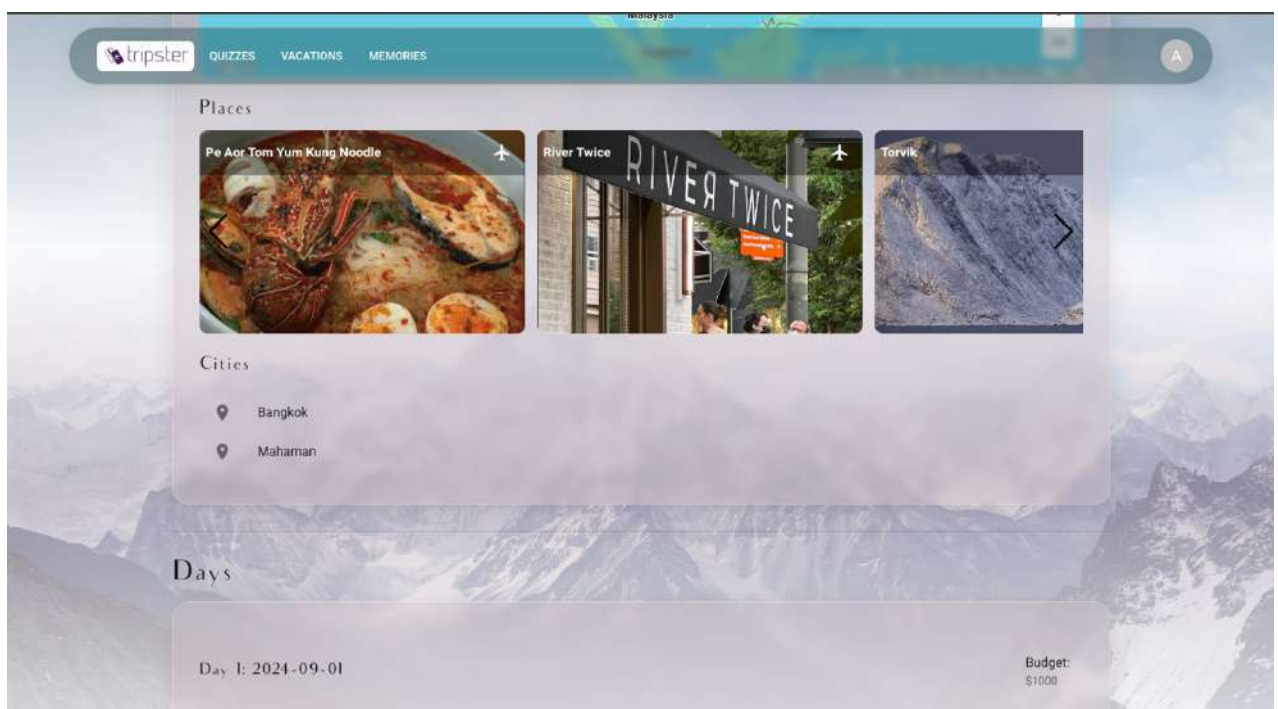 Malaysia
tripster QUIZZES VACATIONS MEMORIES A
Places
Pe Aor Tom Yum Kung Noodle River Twice Torvik
RIVER TWICE
Cities
Bangkok
Mahaman
Days
Day 1: 2024-09-01
Budget:
$1000